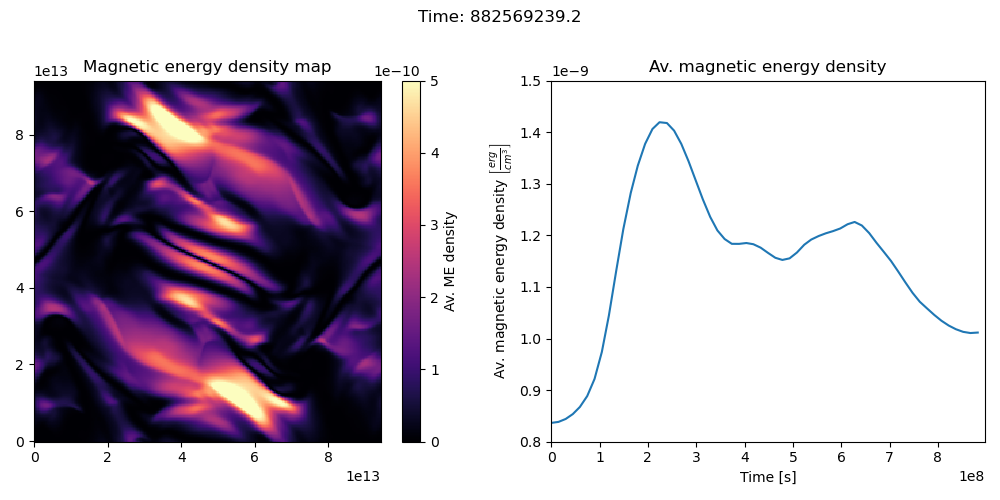 Time: 882569239.2
Magnetic energy density map
1e13
1e−10
8
6
4
2
0
0 2 4 6 8
1e13
5
4
3
2
1
0
Av. ME density
Av. magnetic energy density
1e−9
1.5
1.4
1.3
1.2
1.1
1.0
0.9
0.8
Av. magnetic energy density [erg/cm³]
0 1 2 3 4 5 6 7 8
Time [s]
1e8